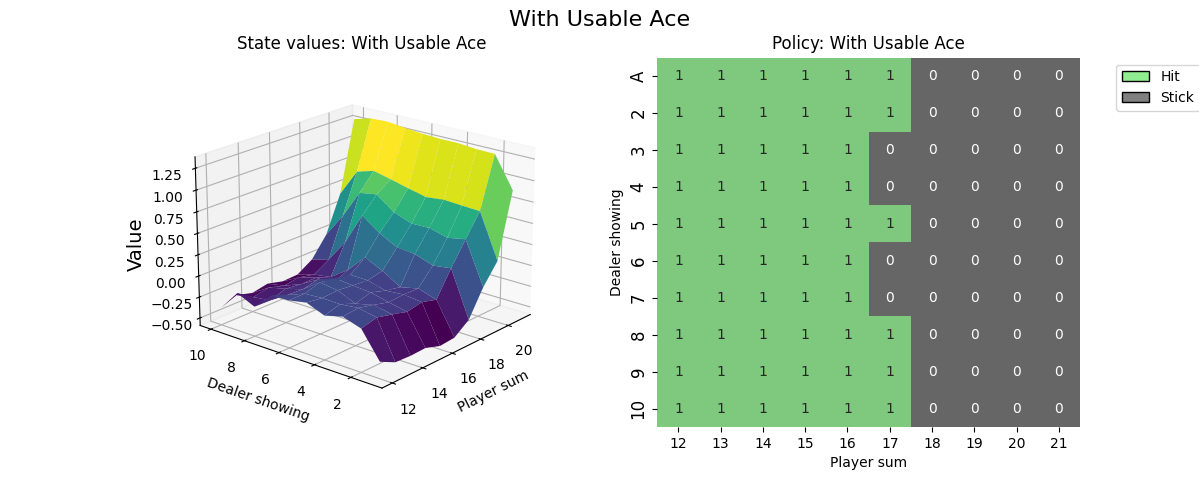 With Usable Ace
State values: With Usable Ace
1.25
1.00
0.75
0.50
0.25
0.00
−0.25
−0.50
Value
10
8
6
4
2
Dealer showing
12
14
16
18
20
Player sum
Policy: With Usable Ace
Dealer showing
A 1 1 1 1 1 1 0 0 0 0
2 1 1 1 1 1 1 0 0 0 0
3 1 1 1 1 1 0 0 0 0 0
4 1 1 1 1 1 0 0 0 0 0
5 1 1 1 1 1 1 0 0 0 0
6 1 1 1 1 1 0 0 0 0 0
7 1 1 1 1 1 0 0 0 0 0
8 1 1 1 1 1 1 0 0 0 0
9 1 1 1 1 1 1 0 0 0 0
10 1 1 1 1 1 1 0 0 0 0
12 13 14 15 16 17 18 19 20 21
Player sum
Hit
Stick